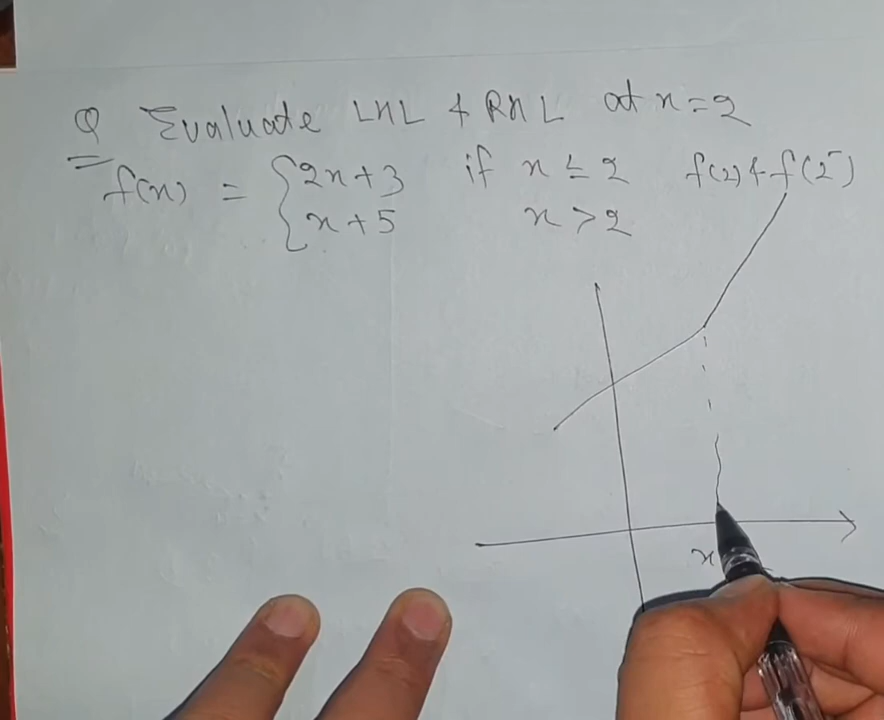 Q Evaluate LHL & RHL at x=2
f(x) = { 2x+3 if x ≤ 2 f(2) & f(2⁻)
{ x+5 x > 2
x